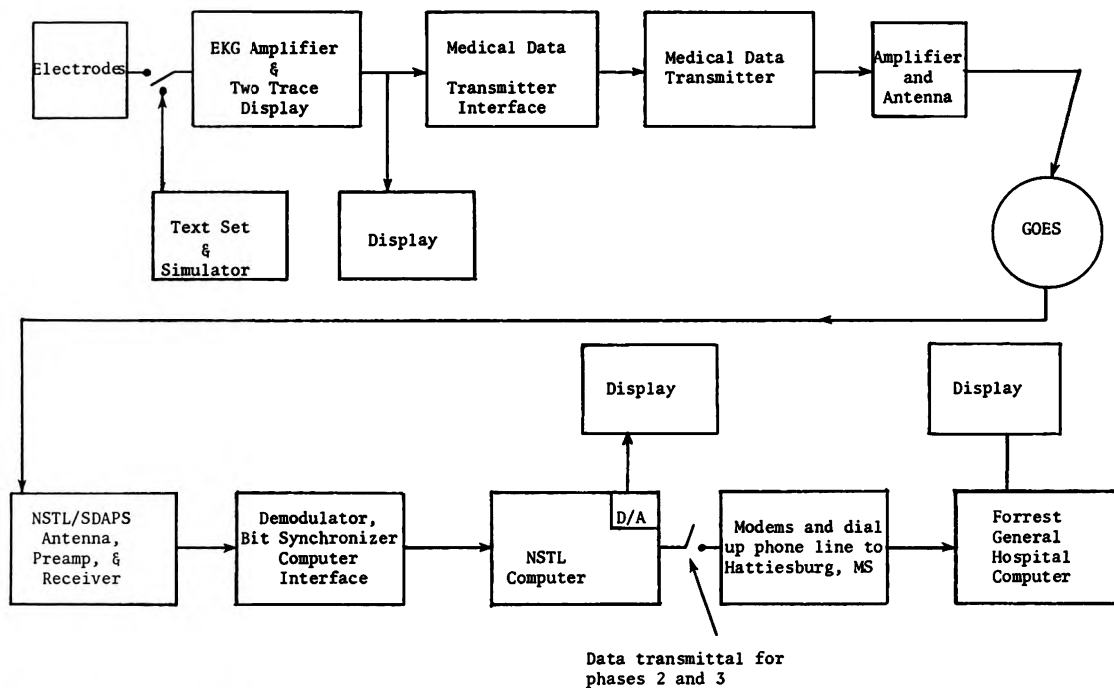 Electrodes
EKG Amplifier
&
Two Trace
Display
Medical Data
Transmitter
Interface
Medical Data
Transmitter
Amplifier
and
Antenna
Text Set
&
Simulator
Display
GOES
Display
Display
NSTL/SDAPS
Antenna,
Preamp, &
Receiver
Demodulator,
Bit Synchronizer
Computer
Interface
D/A
NSTL
Computer
Modems and dial
up phone line to
Hattiesburg, MS
Forrest
General
Hospital
Computer
Data transmittal for
phases 2 and 3